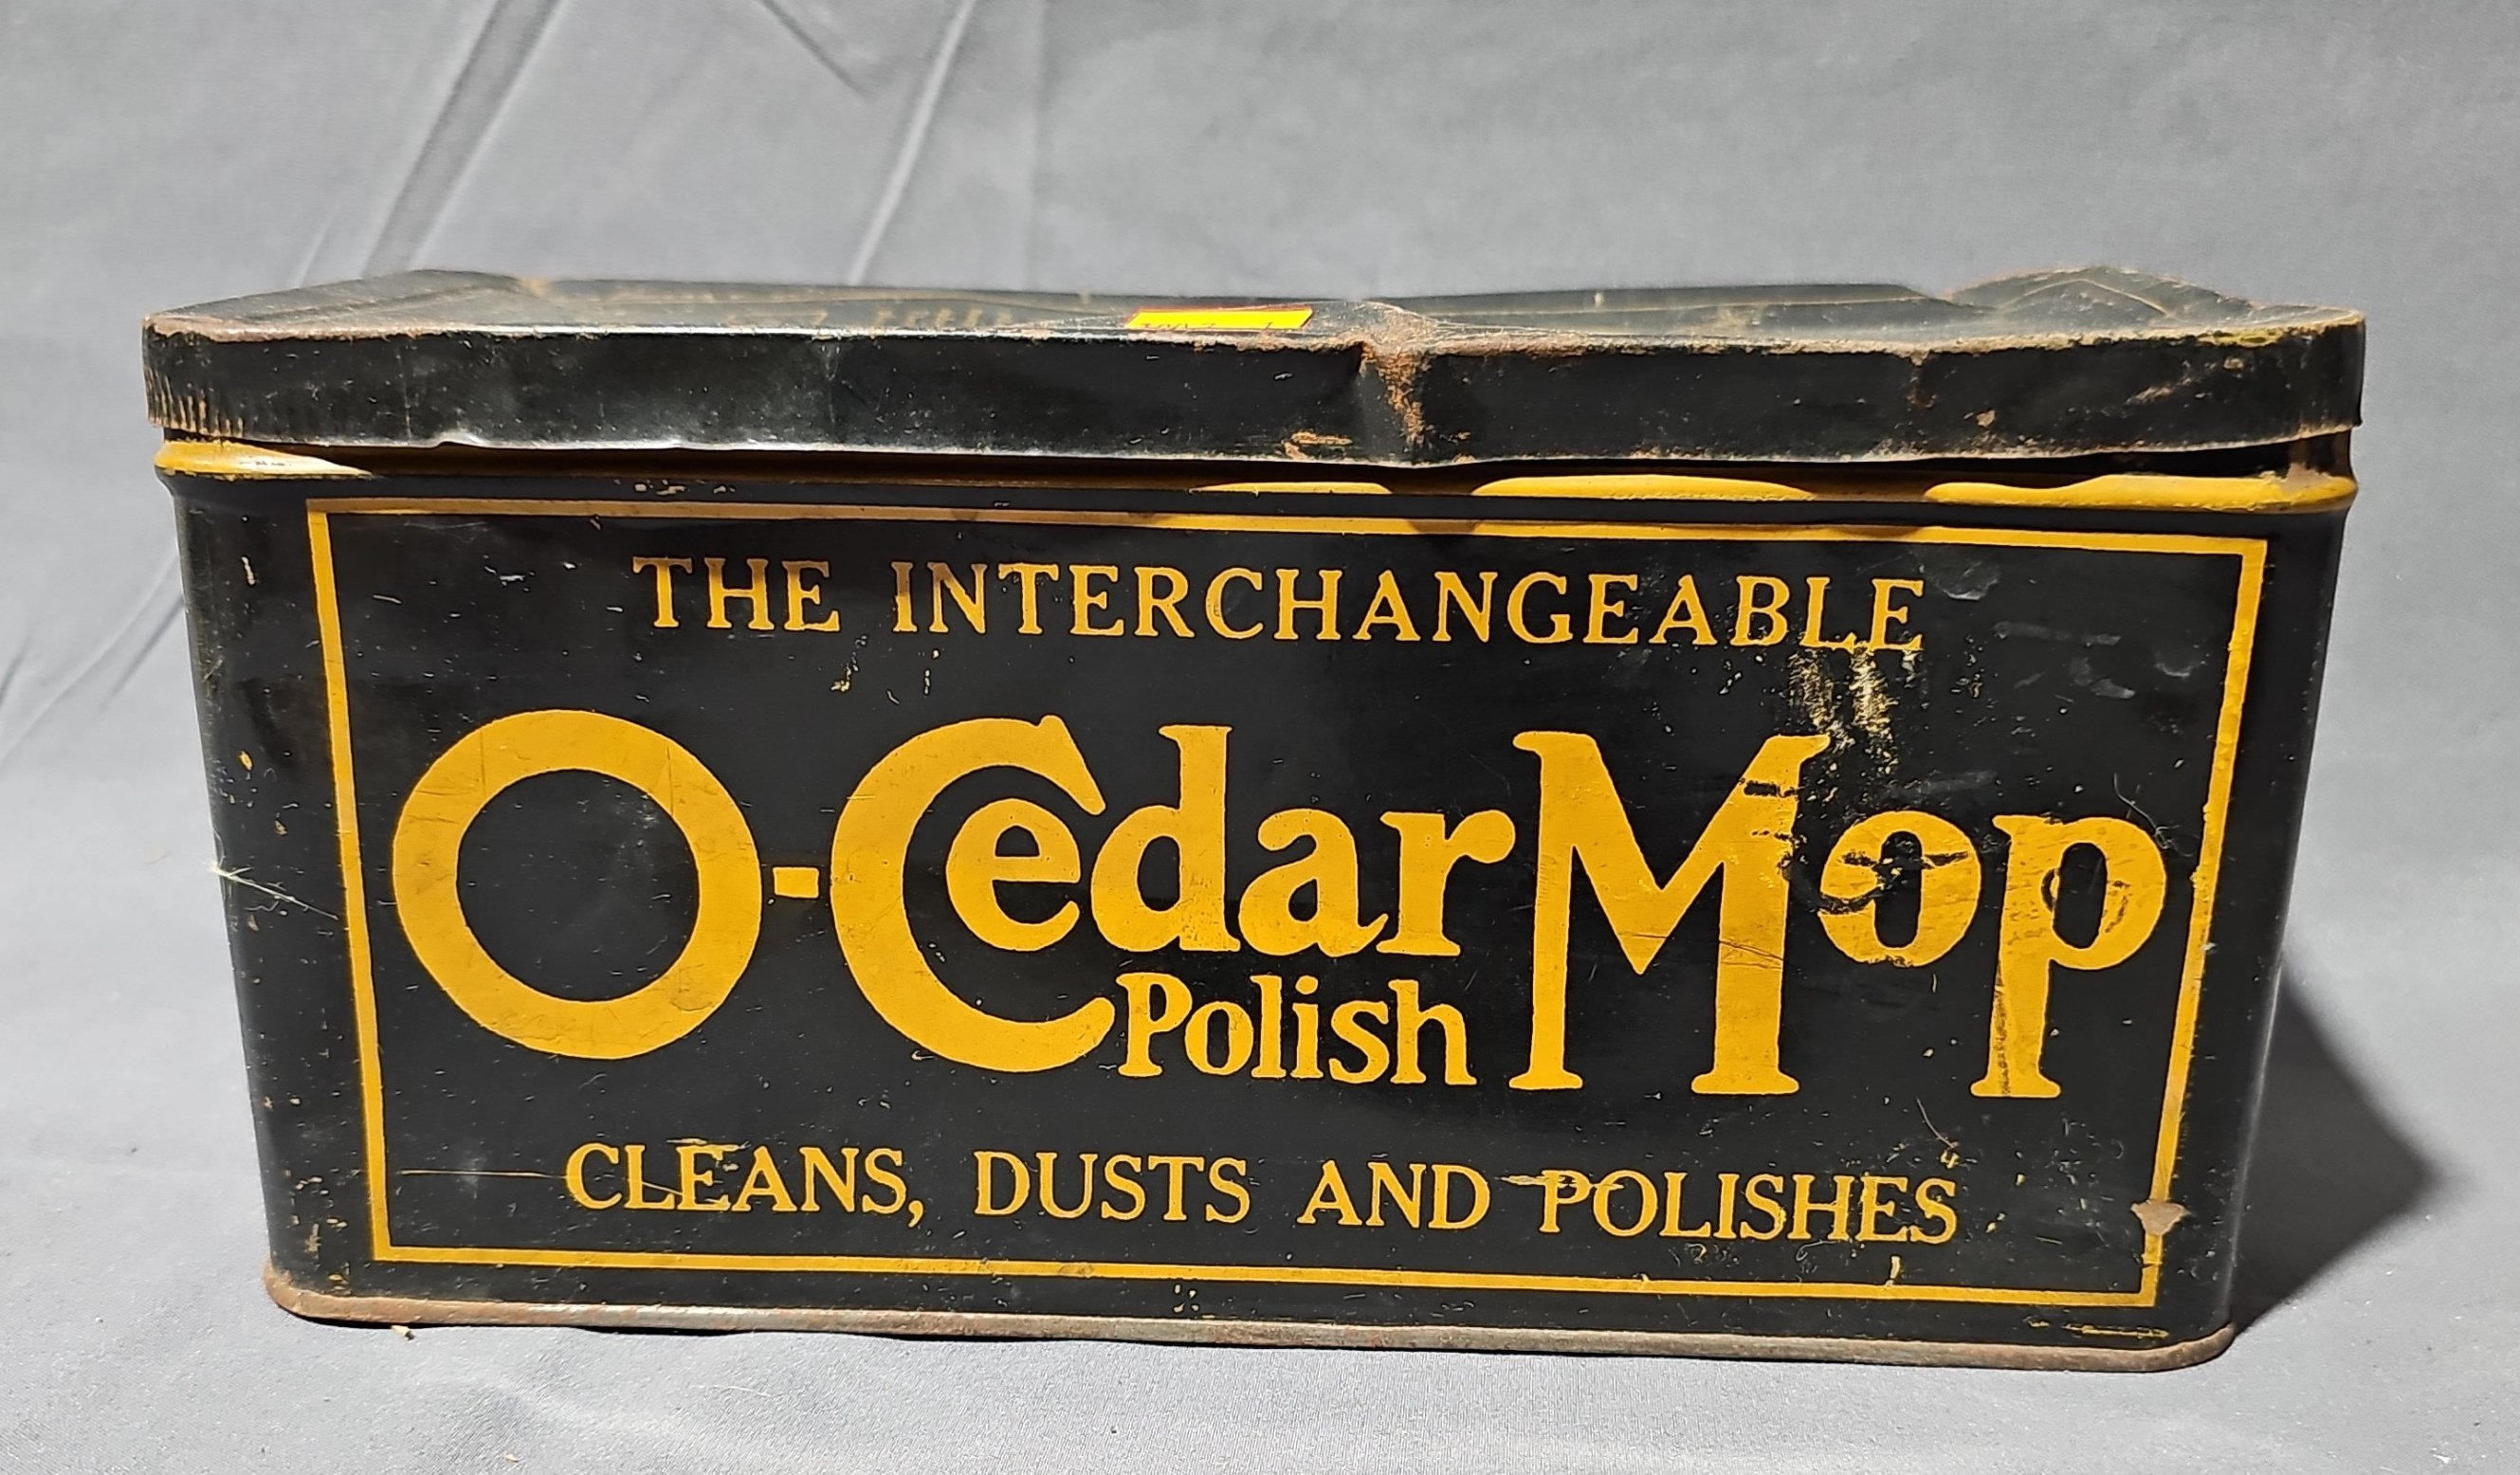 THE INTERCHANGEABLE
O-Cedar Mop
Polish
CLEANS, DUSTS AND POLISHES